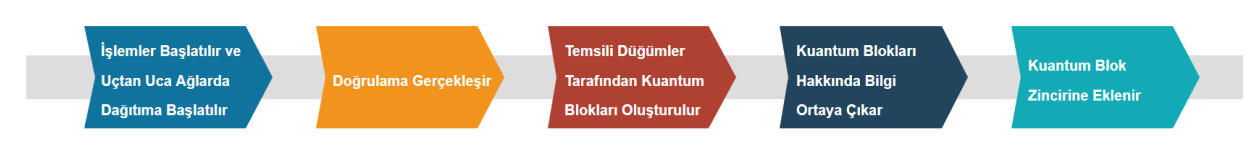 İşlemler Başlatılır ve
Uçtan Uca Ağlarda
Dağıtıma Başlatılır
Doğrulama Gerçekleşir
Temsili Düğümler
Tarafından Kuantum
Blokları Oluşturulur
Kuantum Blokları
Hakkında Bilgi
Ortaya Çıkar
Kuantum Blok
Zincirine Eklenir